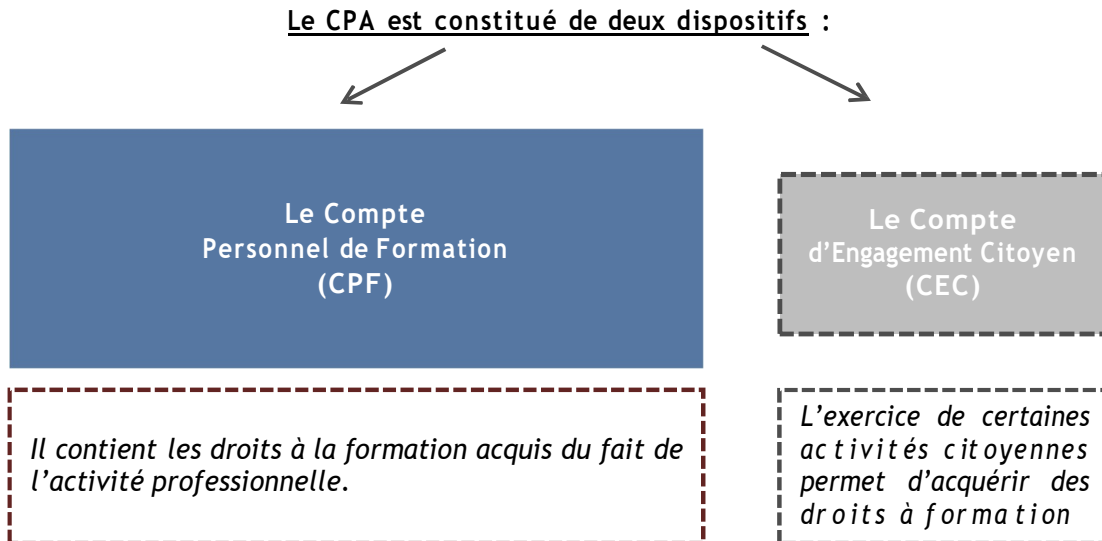 Le CPA est constitué de deux dispositifs :
Le Compte
Personnel de Formation
(CPF)
Le Compte
d’Engagement Citoyen
(CEC)
Il contient les droits à la formation acquis du fait de
l’activité professionnelle.
L’exercice de certaines
activités citoyennes
permet d’acquérir des
droits à formation